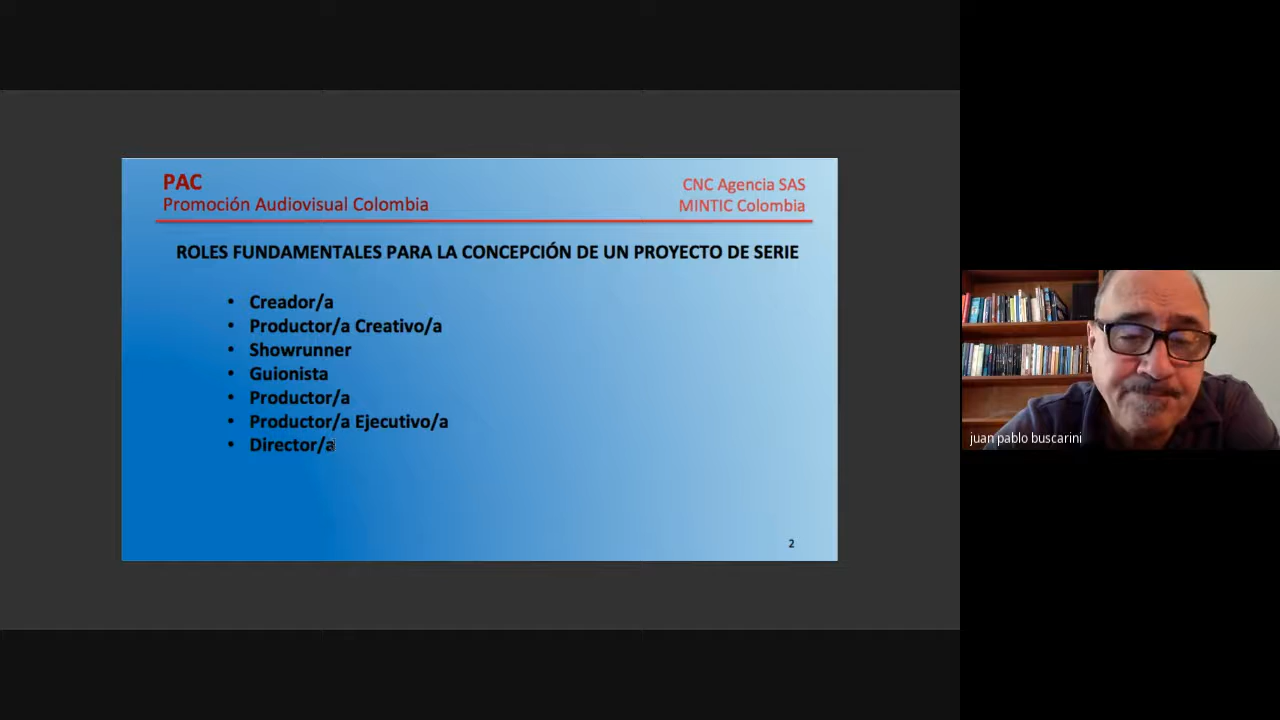 PAC
Promoción Audiovisual Colombia
CNC Agencia SAS
MINTIC Colombia
ROLES FUNDAMENTALES PARA LA CONCEPCIÓN DE UN PROYECTO DE SERIE
• Creador/a
• Productor/a Creativo/a
• Showrunner
• Guionista
• Productor/a
• Productor/a Ejecutivo/a
• Director/a
2
juan pablo buscarini